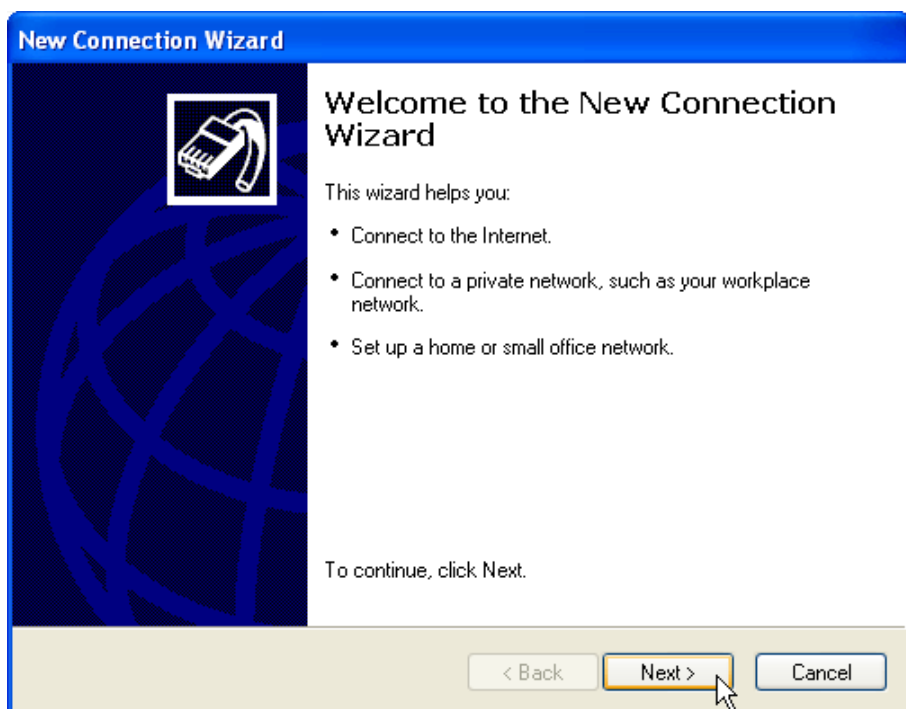 New Connection Wizard
Welcome to the New Connection
Wizard
This wizard helps you:
• Connect to the Internet.
• Connect to a private network, such as your workplace
network.
• Set up a home or small office network.
To continue, click Next.
< Back Next > Cancel